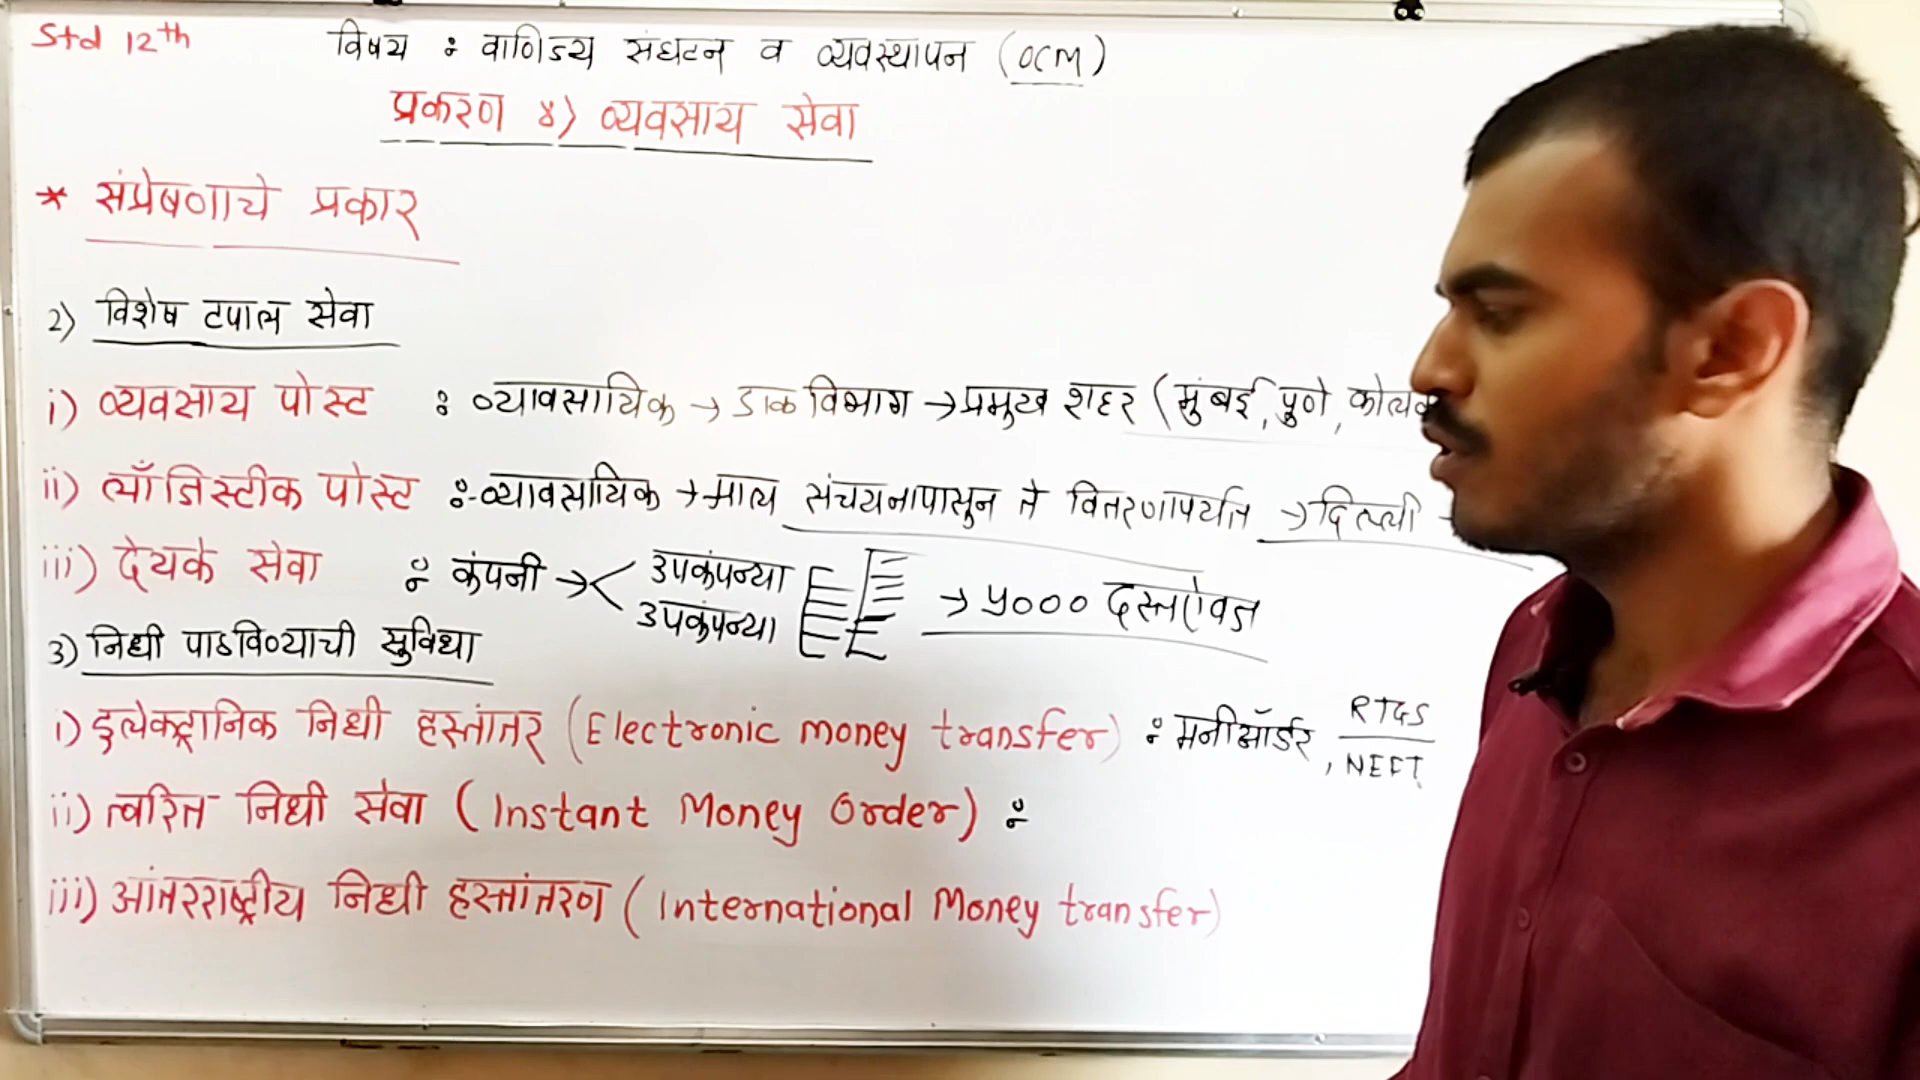 Std 12th
विषय : वाणिज्य संघटन व व्यवस्थापन (OCM)
प्रकरण ४) व्यवसाय सेवा
* संप्रेषणाचे प्रकार
2) विशेष टपाल सेवा
i) व्यवसाय पोस्ट : व्यावसायिक → डाक विभाग → प्रमुख शहर (मुंबई, पुणे,
ii) लॉजिस्टीक पोस्ट :- व्यावसायिक → माल संचयनापासून ते वितरणापर्यंत → दिल्ली
iii) देयके सेवा : कंपनी → < उपकंपन्या
उपकंपन्या → ५००० दस्तऐवज
3) निधी पाठविण्याची सुविधा
i) इलेक्ट्रानिक निधी हस्तांतर (Electronic money transfer) : मनीऑर्डर, RTGS
NEFT
ii) त्वरित निधी सेवा (Instant Money Order) :
iii) आंतरराष्ट्रीय निधी हस्तांतरण (International Money transfer)